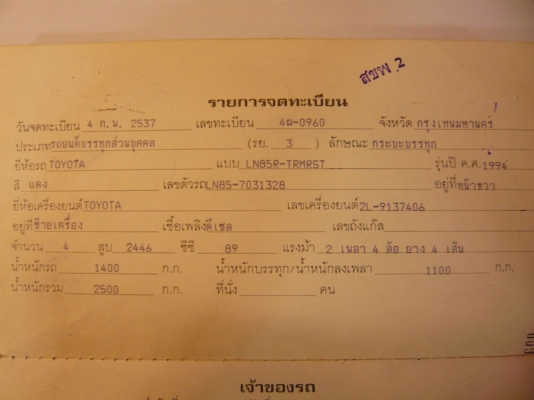 สขพ.2
รายการจดทะเบียน
วันจดทะเบียน 4 ก.พ. 2537 เลขทะเบียน 4ผ-0960 จังหวัด กรุงเทพมหานคร
ประเภทรถยนต์บรรทุกส่วนบุคคล (รย. 3 ) ลักษณะ กระบะบรรทุก
ยี่ห้อรถ TOYOTA แบบ LN85R-TRMRST รุ่นปี ค.ศ. 1994
สี แดง เลขตัวรถ LN85-7031328 อยู่ที่ หน้าขวา
ยี่ห้อเครื่องยนต์ TOYOTA เลขเครื่องยนต์ 2L-9137406
อยู่ที่ ซ้ายเครื่อง เชื้อเพลิง ดีเซล เลขถังแก๊ส
จำนวน 4 สูบ 2446 ซีซี 89 แรงม้า 2 เพลา 4 ล้อ ยาง 4 เส้น
น้ำหนักรถ 1400 ก.ก. น้ำหนักบรรทุก/น้ำหนักลงเพลา 1100 ก.ก.
น้ำหนักรวม 2500 ก.ก. ที่นั่ง คน
เจ้าของรถ